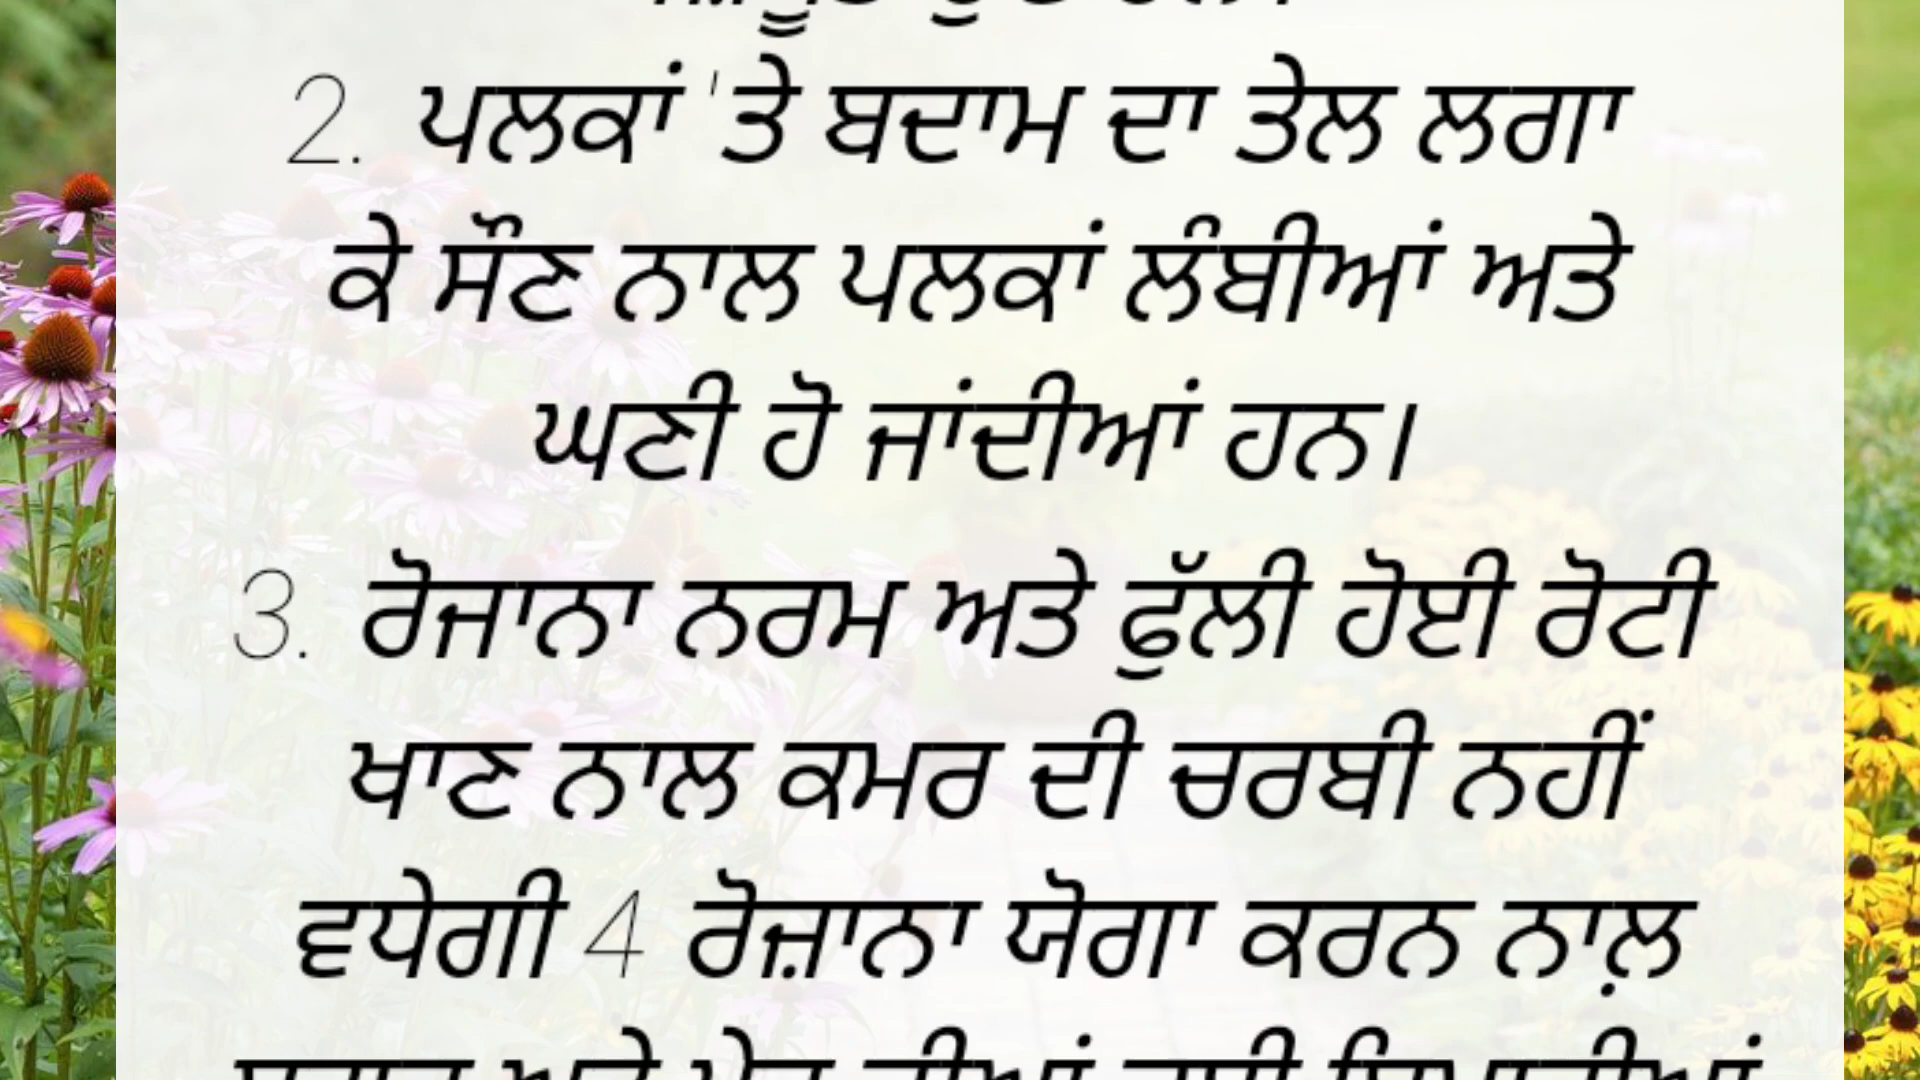 2. ਪਲਕਾਂ 'ਤੇ ਬਦਾਮ ਦਾ ਤੇਲ ਲਗਾ
ਕੇ ਸੌਣ ਨਾਲ ਪਲਕਾਂ ਲੰਬੀਆਂ ਅਤੇ
ਘਣੀ ਹੋ ਜਾਂਦੀਆਂ ਹਨ।
3. ਰੋਜਾਨਾ ਨਰਮ ਅਤੇ ਫੁੱਲੀ ਹੋਈ ਰੋਟੀ
ਖਾਣ ਨਾਲ ਕਮਰ ਦੀ ਚਰਬੀ ਨਹੀਂ
ਵਧੇਗੀ 4 ਰੋਜ਼ਾਨਾ ਯੋਗਾ ਕਰਨ ਨਾਲ਼